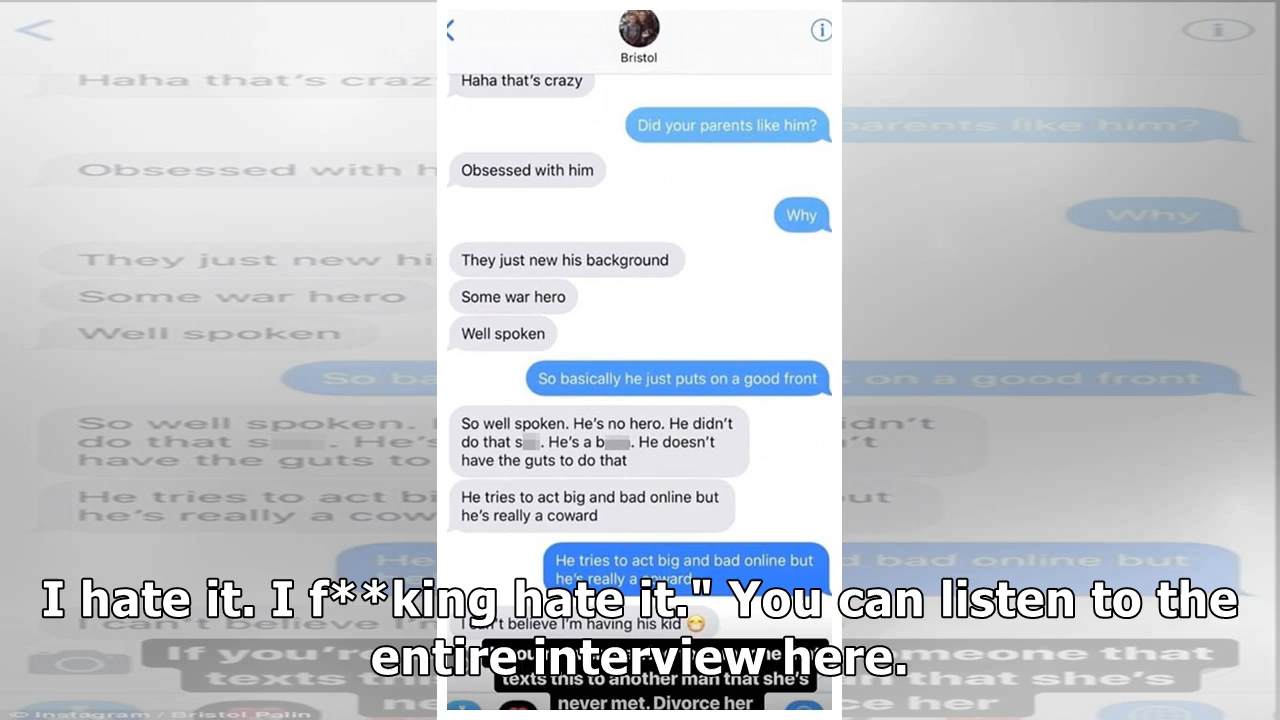 Bristol
Haha that's crazy
Did your parents like him?
Obsessed with him
Why
They just new his background
Some war hero
Well spoken
So basically he just puts on a good front
So well spoken. He's no hero. He didn't
do that s. He's a b. He doesn't
have the guts to do that
He tries to act big and bad online but
he's really a coward
He tries to act big and bad online but
he's really a coward
I can't believe I'm having his kid 😷
I hate it. I f**king hate it." You can listen to the
entire interview here.
texts this to another man that she's
never met. Divorce her
© Instagram / Bristol Palin